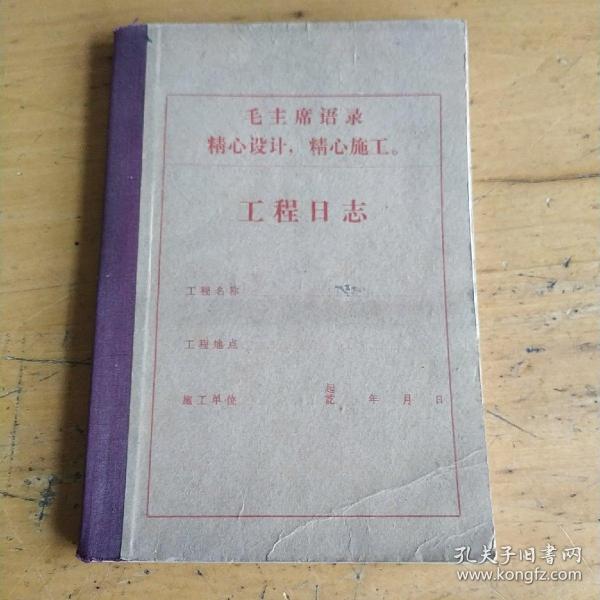 毛主席语录
精心设计，精心施工。
工程日志
工程名称
工程地点
施工单位 起讫 年 月 日
孔夫子旧书网
www.kongfz.com